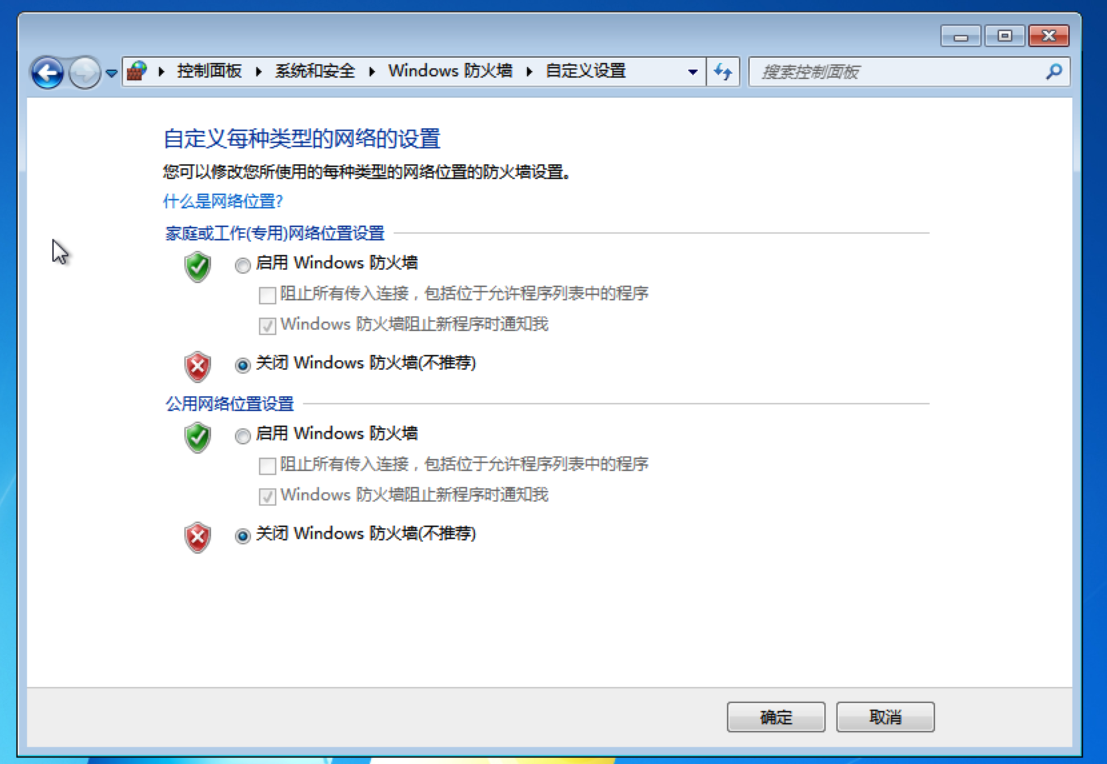 控制面板 系统和安全 Windows 防火墙 自定义设置 搜索控制面板
自定义每种类型的网络的设置
您可以修改您所使用的每种类型的网络位置的防火墙设置。
什么是网络位置?
家庭或工作(专用)网络位置设置
启用 Windows 防火墙
阻止所有传入连接，包括位于允许程序列表中的程序
Windows 防火墙阻止新程序时通知我
关闭 Windows 防火墙(不推荐)
公用网络位置设置
启用 Windows 防火墙
阻止所有传入连接，包括位于允许程序列表中的程序
Windows 防火墙阻止新程序时通知我
关闭 Windows 防火墙(不推荐)
确定 取消